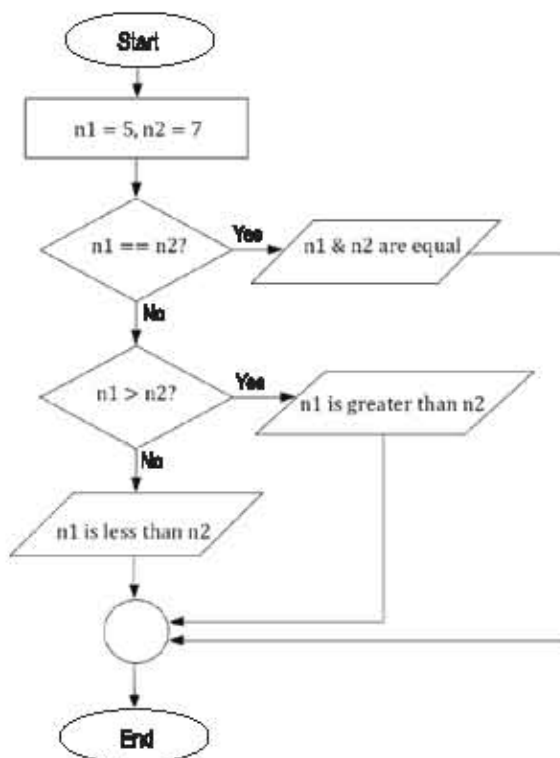 Start
n1 = 5, n2 = 7
n1 == n2?
Yes
n1 & n2 are equal
No
n1 > n2?
Yes
n1 is greater than n2
No
n1 is less than n2
End